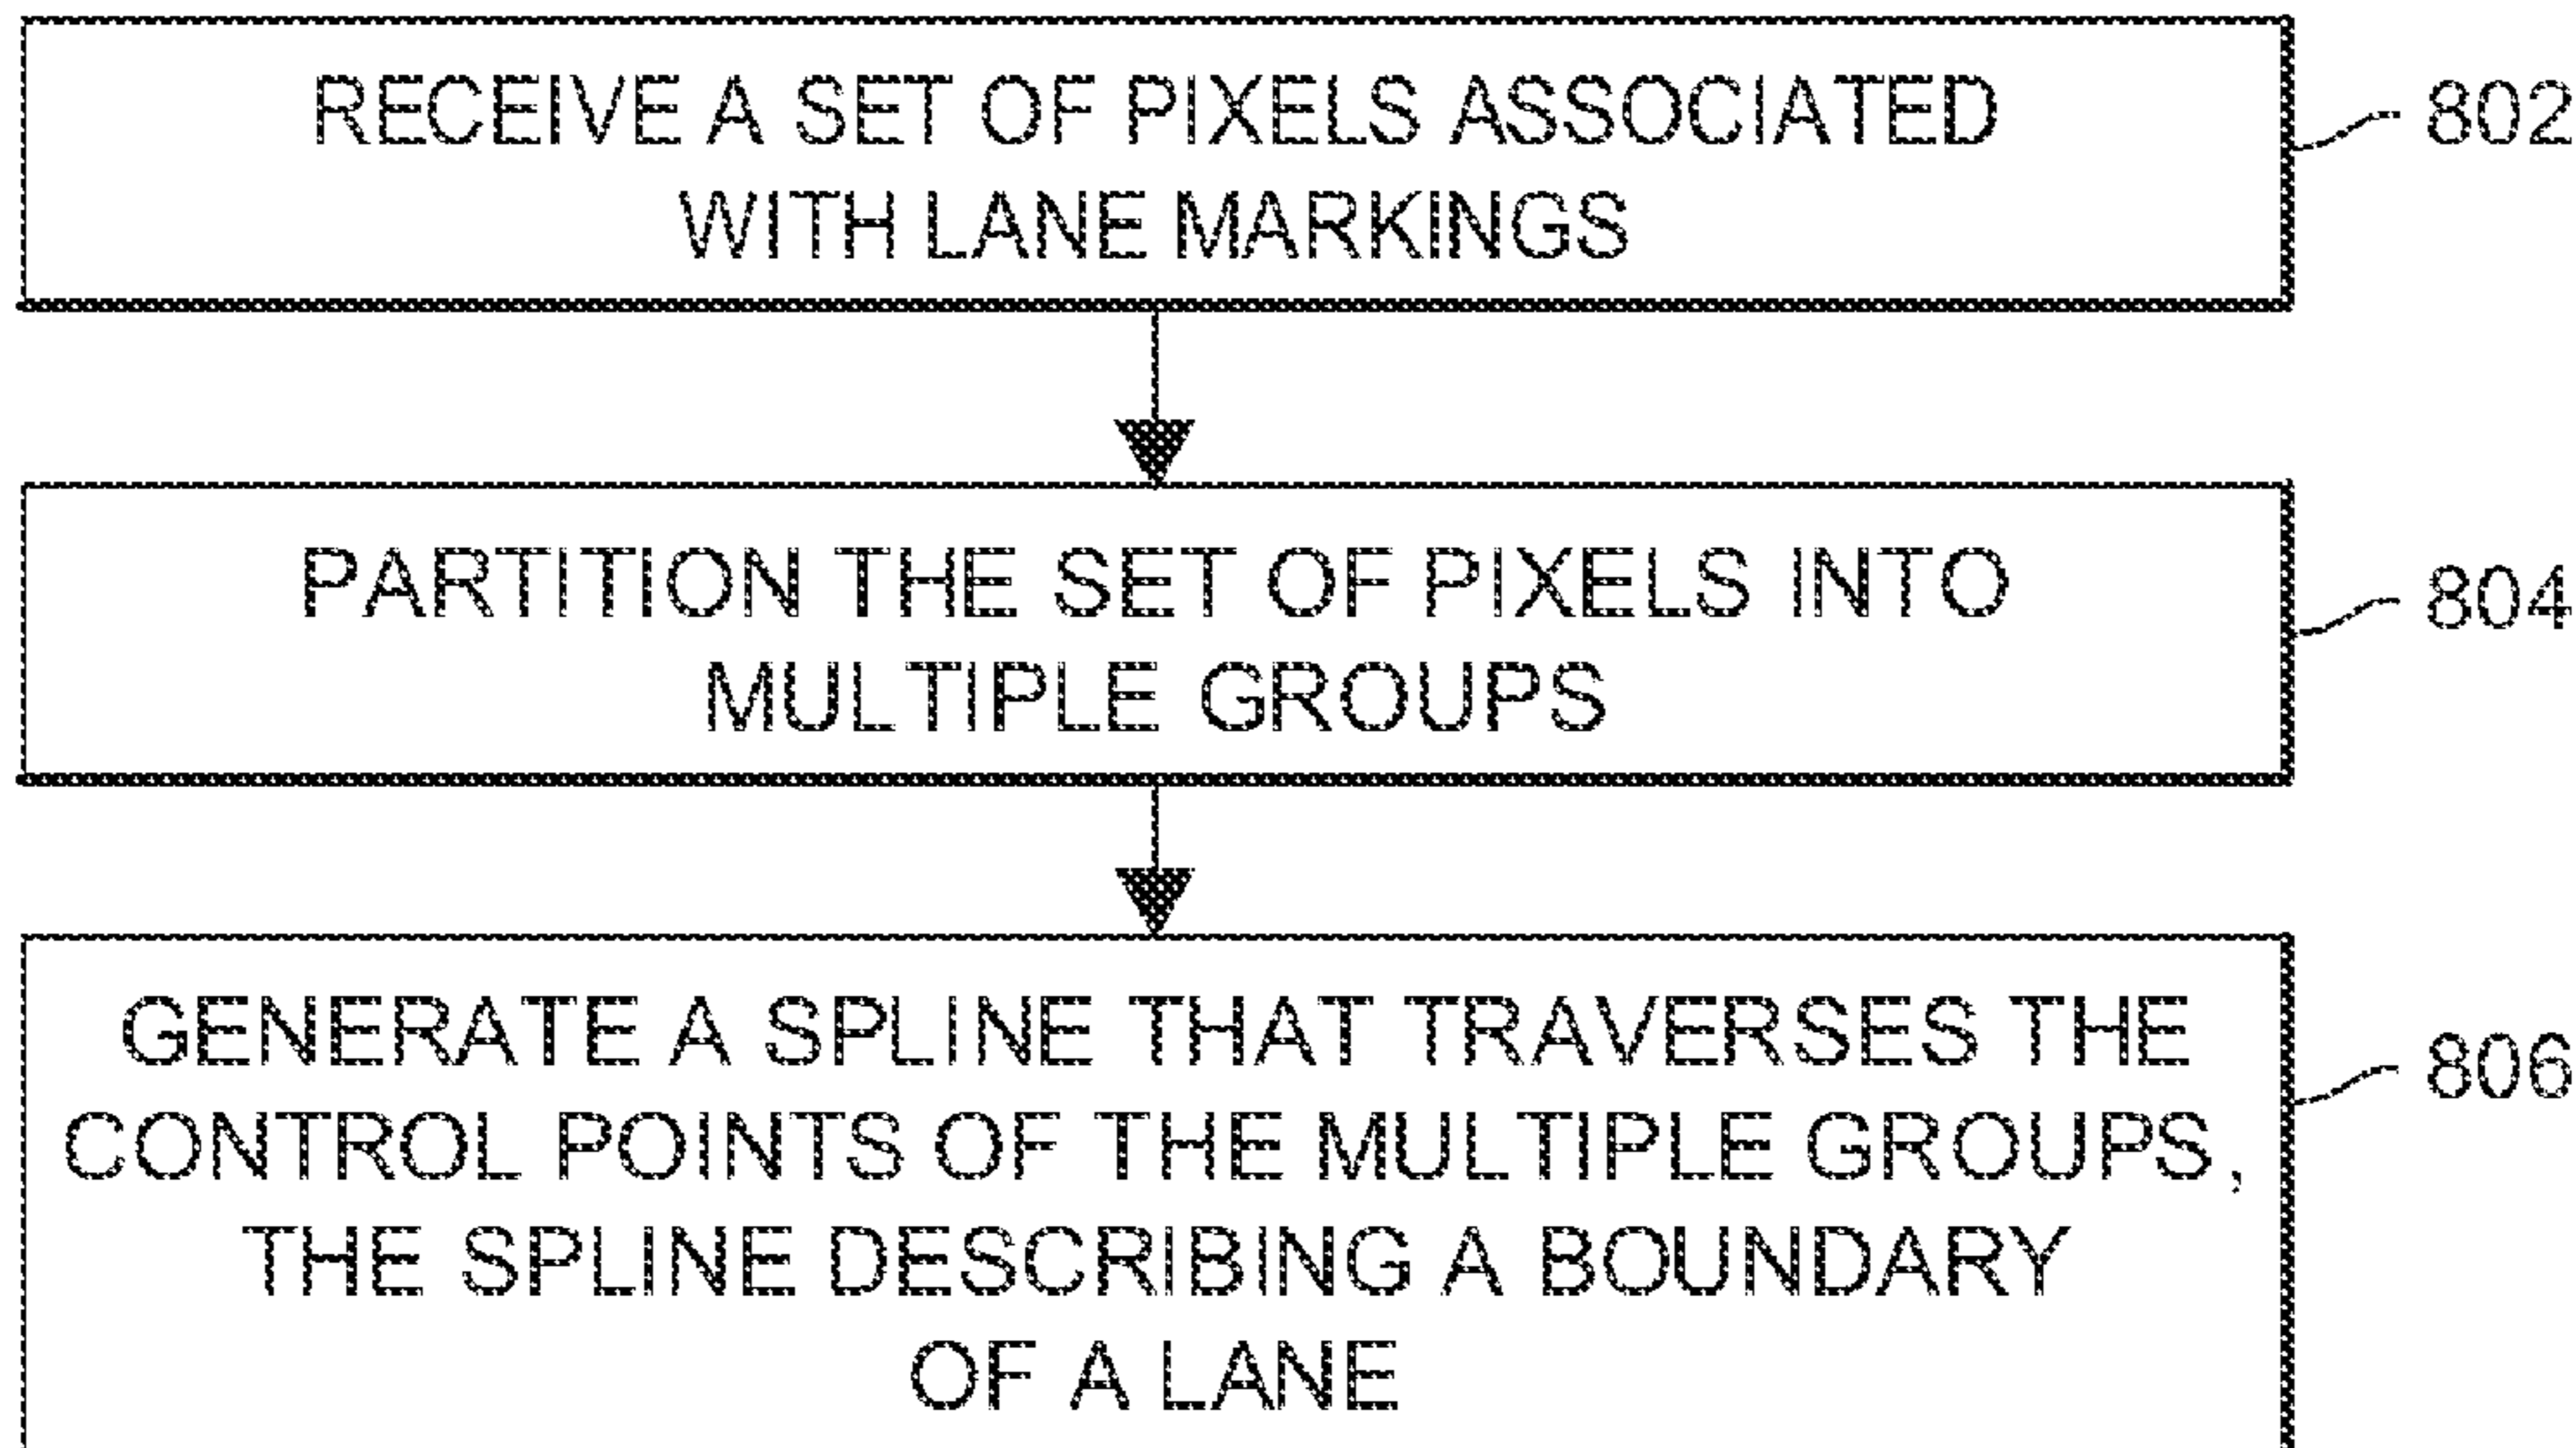 RECEIVE A SET OF PIXELS ASSOCIATED
WITH LANE MARKINGS
802
PARTITION THE SET OF PIXELS INTO
MULTIPLE GROUPS
804
GENERATE A SPLINE THAT TRAVERSES THE
CONTROL POINTS OF THE MULTIPLE GROUPS,
THE SPLINE DESCRIBING A BOUNDARY
OF A LANE
806